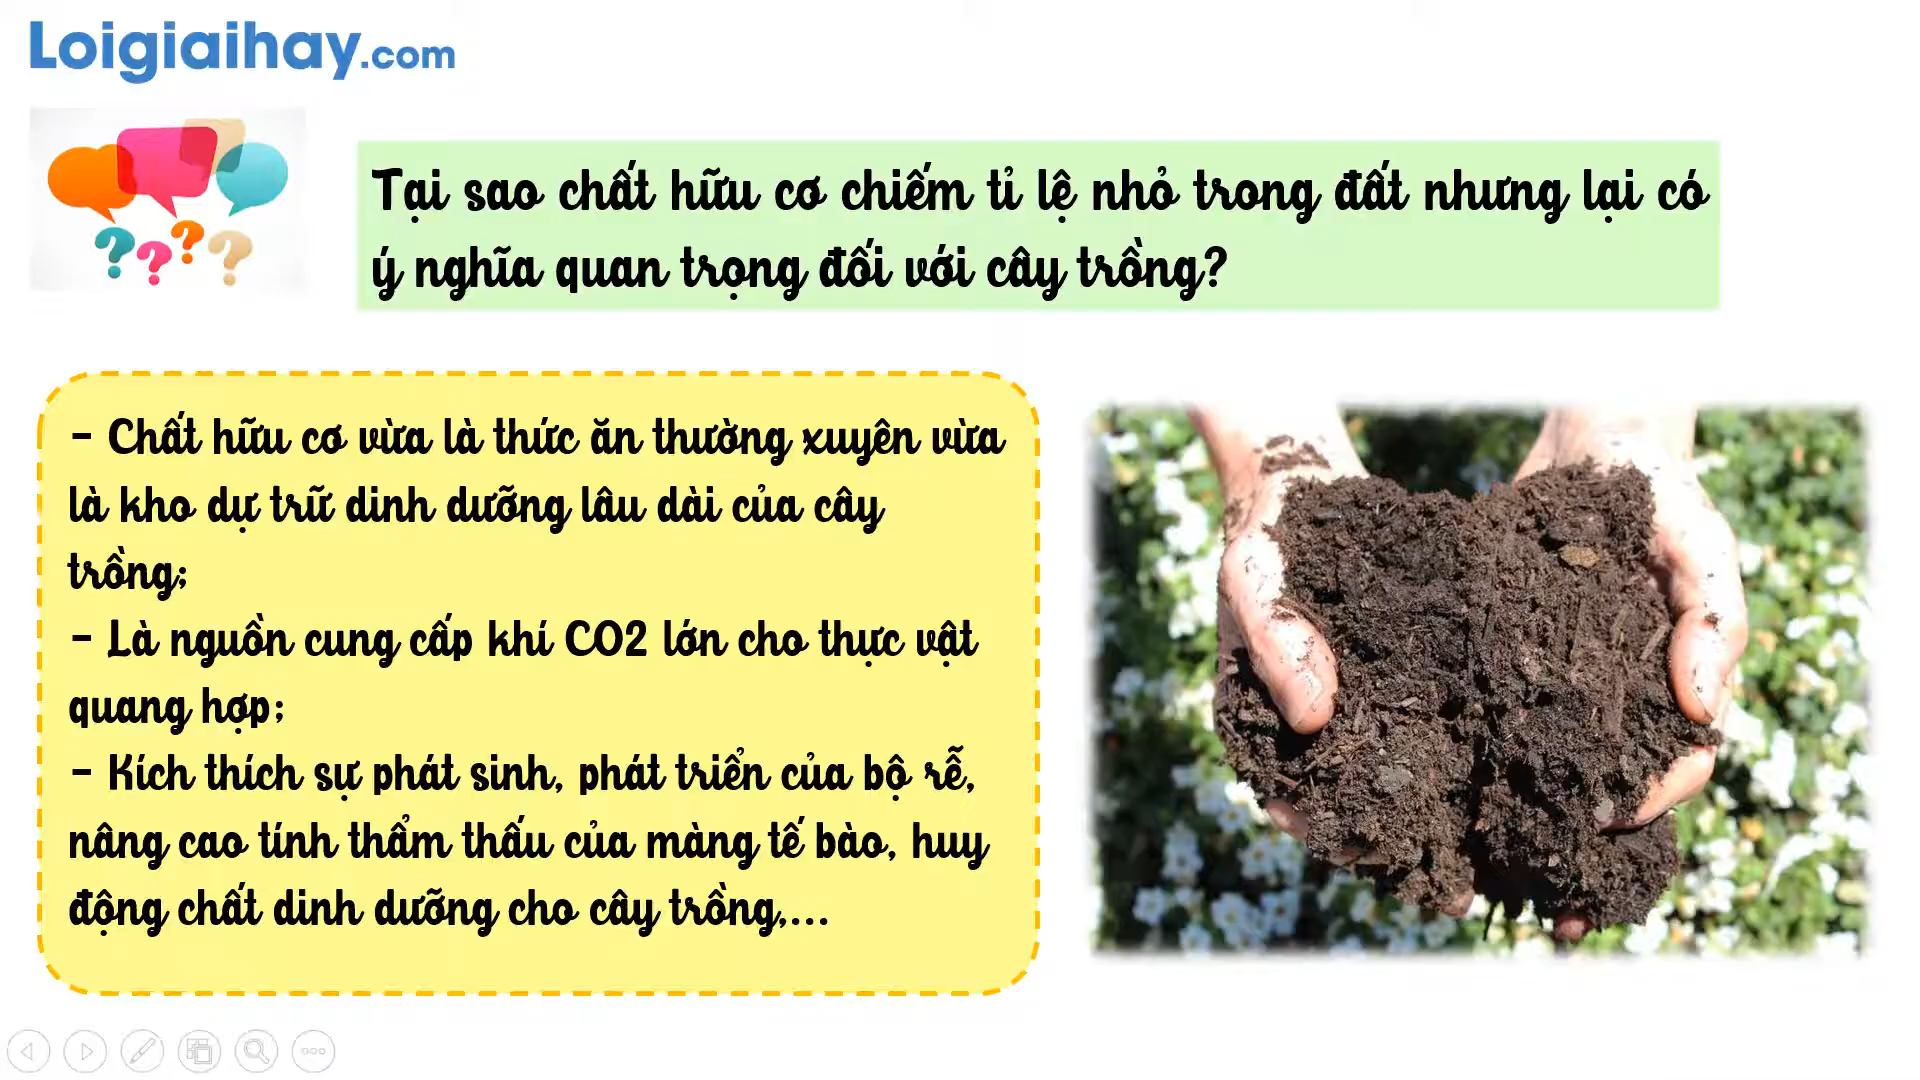 Loigiaihay.com
Tại sao chất hữu cơ chiếm tỉ lệ nhỏ trong đất nhưng lại có
ý nghĩa quan trọng đối với cây trồng?
- Chất hữu cơ vừa là thức ăn thường xuyên vừa
là kho dự trữ dinh dưỡng lâu dài của cây
trồng;
- Là nguồn cung cấp khí CO2 lớn cho thực vật
quang hợp;
- Kích thích sự phát sinh, phát triển của bộ rễ,
nâng cao tính thẩm thấu của màng tế bào, huy
động chất dinh dưỡng cho cây trồng,...